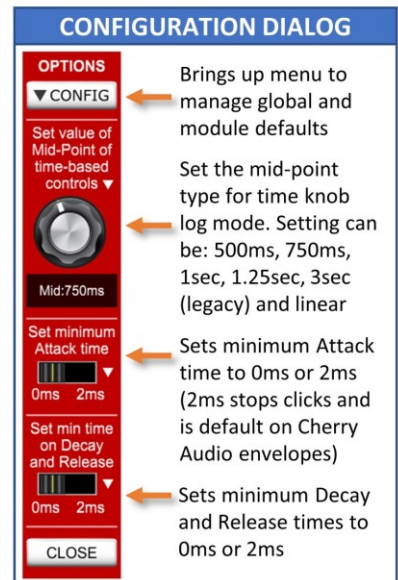 CONFIGURATION DIALOG
OPTIONS
▼ CONFIG
Brings up menu to
manage global and
module defaults
Set value of
Mid-Point of
time-based
controls ▼
Mid:750ms
Set the mid-point
type for time knob
log mode. Setting can
be: 500ms, 750ms,
1sec, 1.25sec, 3sec
(legacy) and linear
Set minimum
Attack time
0ms 2ms
Sets minimum Attack
time to 0ms or 2ms
(2ms stops clicks and
is default on Cherry
Audio envelopes)
Set min time
on Decay
and Release
0ms 2ms
Sets minimum Decay
and Release times to
0ms or 2ms
CLOSE